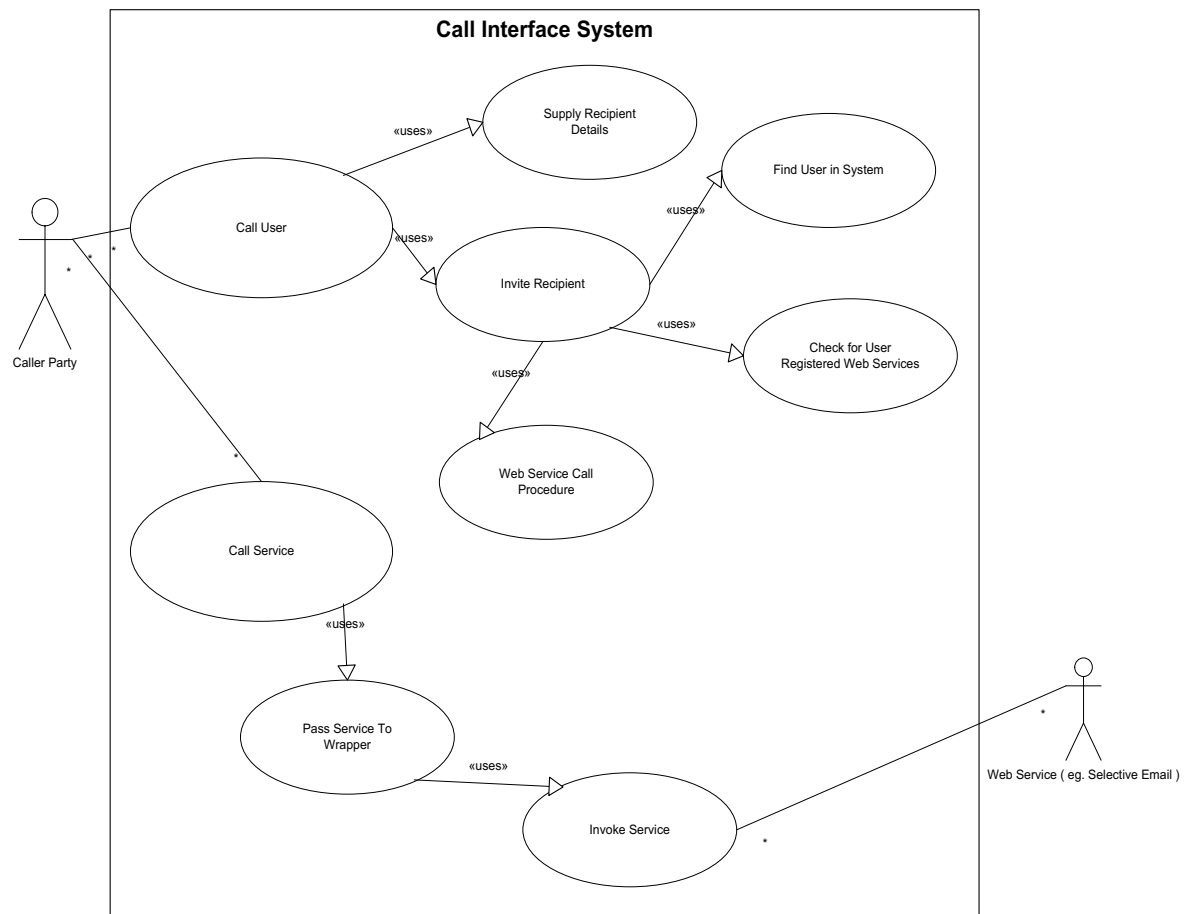 Call Interface System
Supply Recipient
Details
«uses»
Find User in System
Call User
«uses»
«uses»
*
*
*
Invite Recipient
Caller Party
«uses»
Check for User
Registered Web Services
«uses»
*
Web Service Call
Procedure
Call Service
«uses»
Pass Service To
Wrapper
*
«uses»
Web Service ( eg. Selective Email )
Invoke Service
*